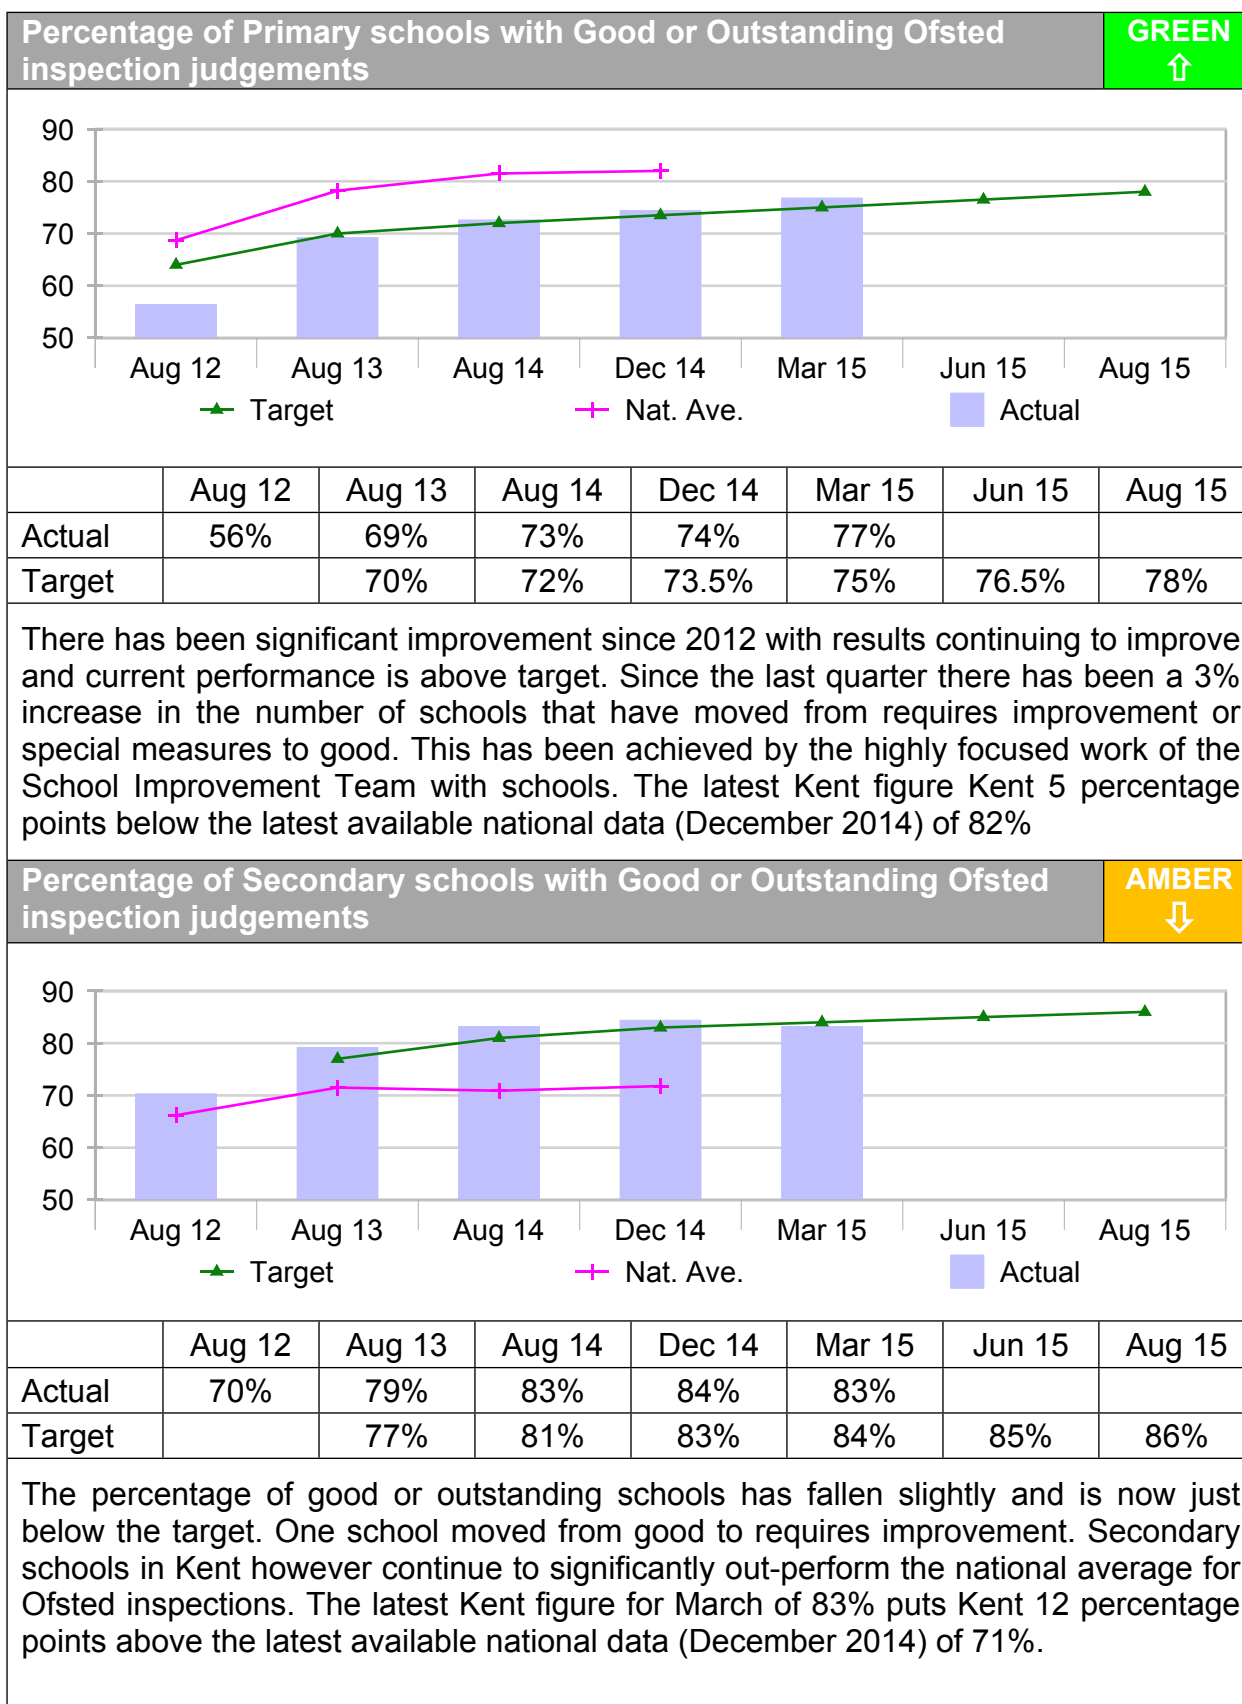 Percentage of Primary schools with Good or Outstanding Ofsted
inspection judgements
GREEN
⇧
90
80
70
60
50
Aug 12 Aug 13 Aug 14 Dec 14 Mar 15 Jun 15 Aug 15
Target Nat. Ave. Actual
Aug 12 Aug 13 Aug 14 Dec 14 Mar 15 Jun 15 Aug 15
Actual 56% 69% 73% 74% 77%
Target 70% 72% 73.5% 75% 76.5% 78%
There has been significant improvement since 2012 with results continuing to improve
and current performance is above target. Since the last quarter there has been a 3%
increase in the number of schools that have moved from requires improvement or
special measures to good. This has been achieved by the highly focused work of the
School Improvement Team with schools. The latest Kent figure Kent 5 percentage
points below the latest available national data (December 2014) of 82%
Percentage of Secondary schools with Good or Outstanding Ofsted
inspection judgements
AMBER
⇩
90
80
70
60
50
Aug 12 Aug 13 Aug 14 Dec 14 Mar 15 Jun 15 Aug 15
Target Nat. Ave. Actual
Aug 12 Aug 13 Aug 14 Dec 14 Mar 15 Jun 15 Aug 15
Actual 70% 79% 83% 84% 83%
Target 77% 81% 83% 84% 85% 86%
The percentage of good or outstanding schools has fallen slightly and is now just
below the target. One school moved from good to requires improvement. Secondary
schools in Kent however continue to significantly out-perform the national average for
Ofsted inspections. The latest Kent figure for March of 83% puts Kent 12 percentage
points above the latest available national data (December 2014) of 71%.